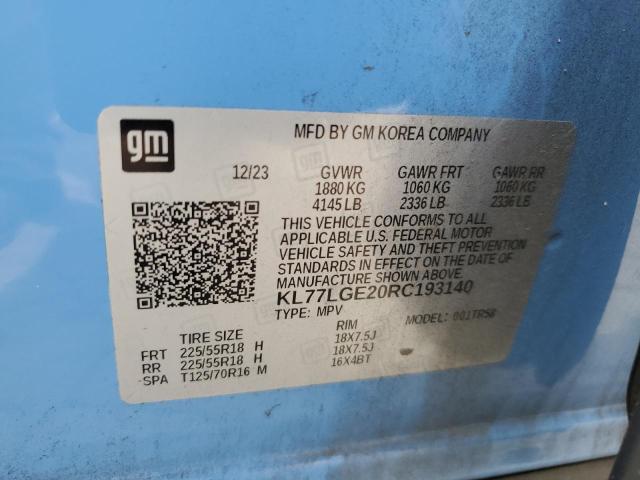 gm
MFD BY GM KOREA COMPANY
12/23 GVWR GAWR FRT GAWR RR
1880 KG 1060 KG 1060 KG
4145 LB 2336 LB 2336 LB
THIS VEHICLE CONFORMS TO ALL
APPLICABLE U.S. FEDERAL MOTOR
VEHICLE SAFETY AND THEFT PREVENTION
STANDARDS IN EFFECT ON THE DATE OF
MANUFACTURE SHOWN ABOVE.
KL77LGE20RC193140
TYPE: MPV MODEL: 001TR58
TIRE SIZE RIM
FRT 225/55R18 H 18X7.5J
RR 225/55R18 H 18X7.5J
SPA T125/70R16 M 16X4BT